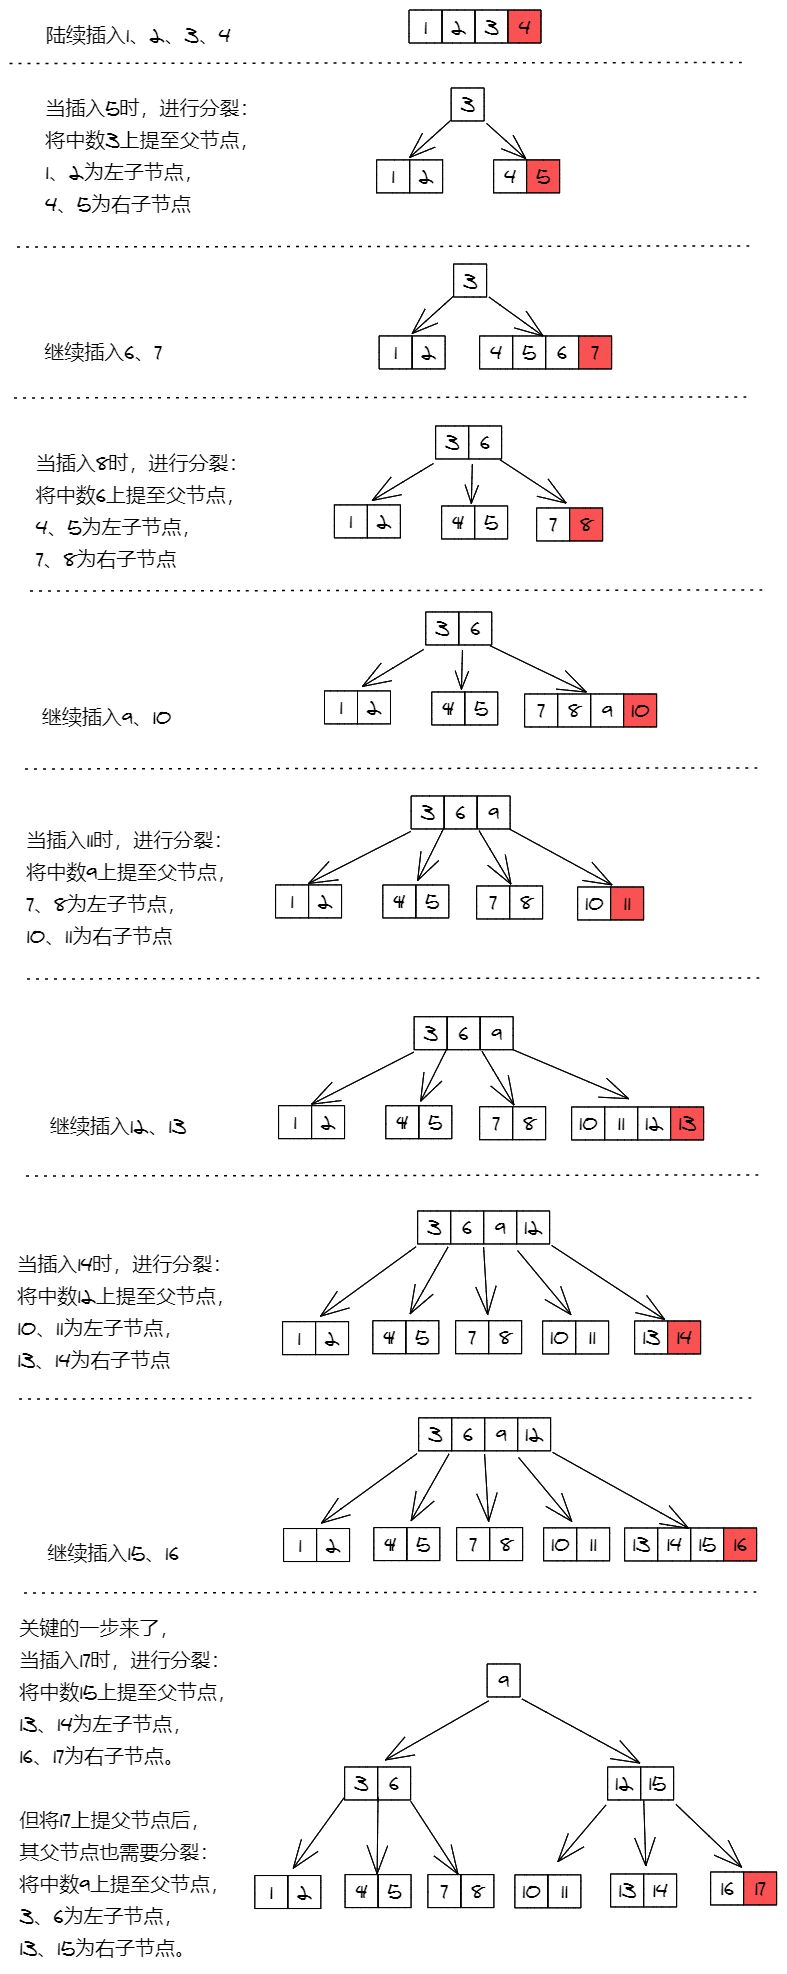 陆续插入1、2、3、4
1 2 3 4
当插入5时，进行分裂：
将中数3上提至父节点，
1、2为左子节点，
4、5为右子节点
3
1 2 4 5
继续插入6、7
3
1 2 4 5 6 7
当插入8时，进行分裂：
将中数6上提至父节点，
4、5为左子节点，
7、8为右子节点
3 6
1 2 4 5 7 8
继续插入9、10
3 6
1 2 4 5 7 8 9 10
当插入11时，进行分裂：
将中数9上提至父节点，
7、8为左子节点，
10、11为右子节点
3 6 9
1 2 4 5 7 8 10 11
继续插入12、13
3 6 9
1 2 4 5 7 8 10 11 12 13
当插入14时，进行分裂：
将中数12上提至父节点，
10、11为左子节点，
13、14为右子节点
3 6 9 12
1 2 4 5 7 8 10 11 13 14
继续插入15、16
3 6 9 12
1 2 4 5 7 8 10 11 13 14 15 16
关键的一步来了，
当插入17时，进行分裂：
将中数15上提至父节点，
13、14为左子节点，
16、17为右子节点。
但将17上提父节点后，
其父节点也需要分裂：
将中数9上提至父节点，
3、6为左子节点，
13、15为右子节点。
9
3 6 12 15
1 2 4 5 7 8 10 11 13 14 16 17